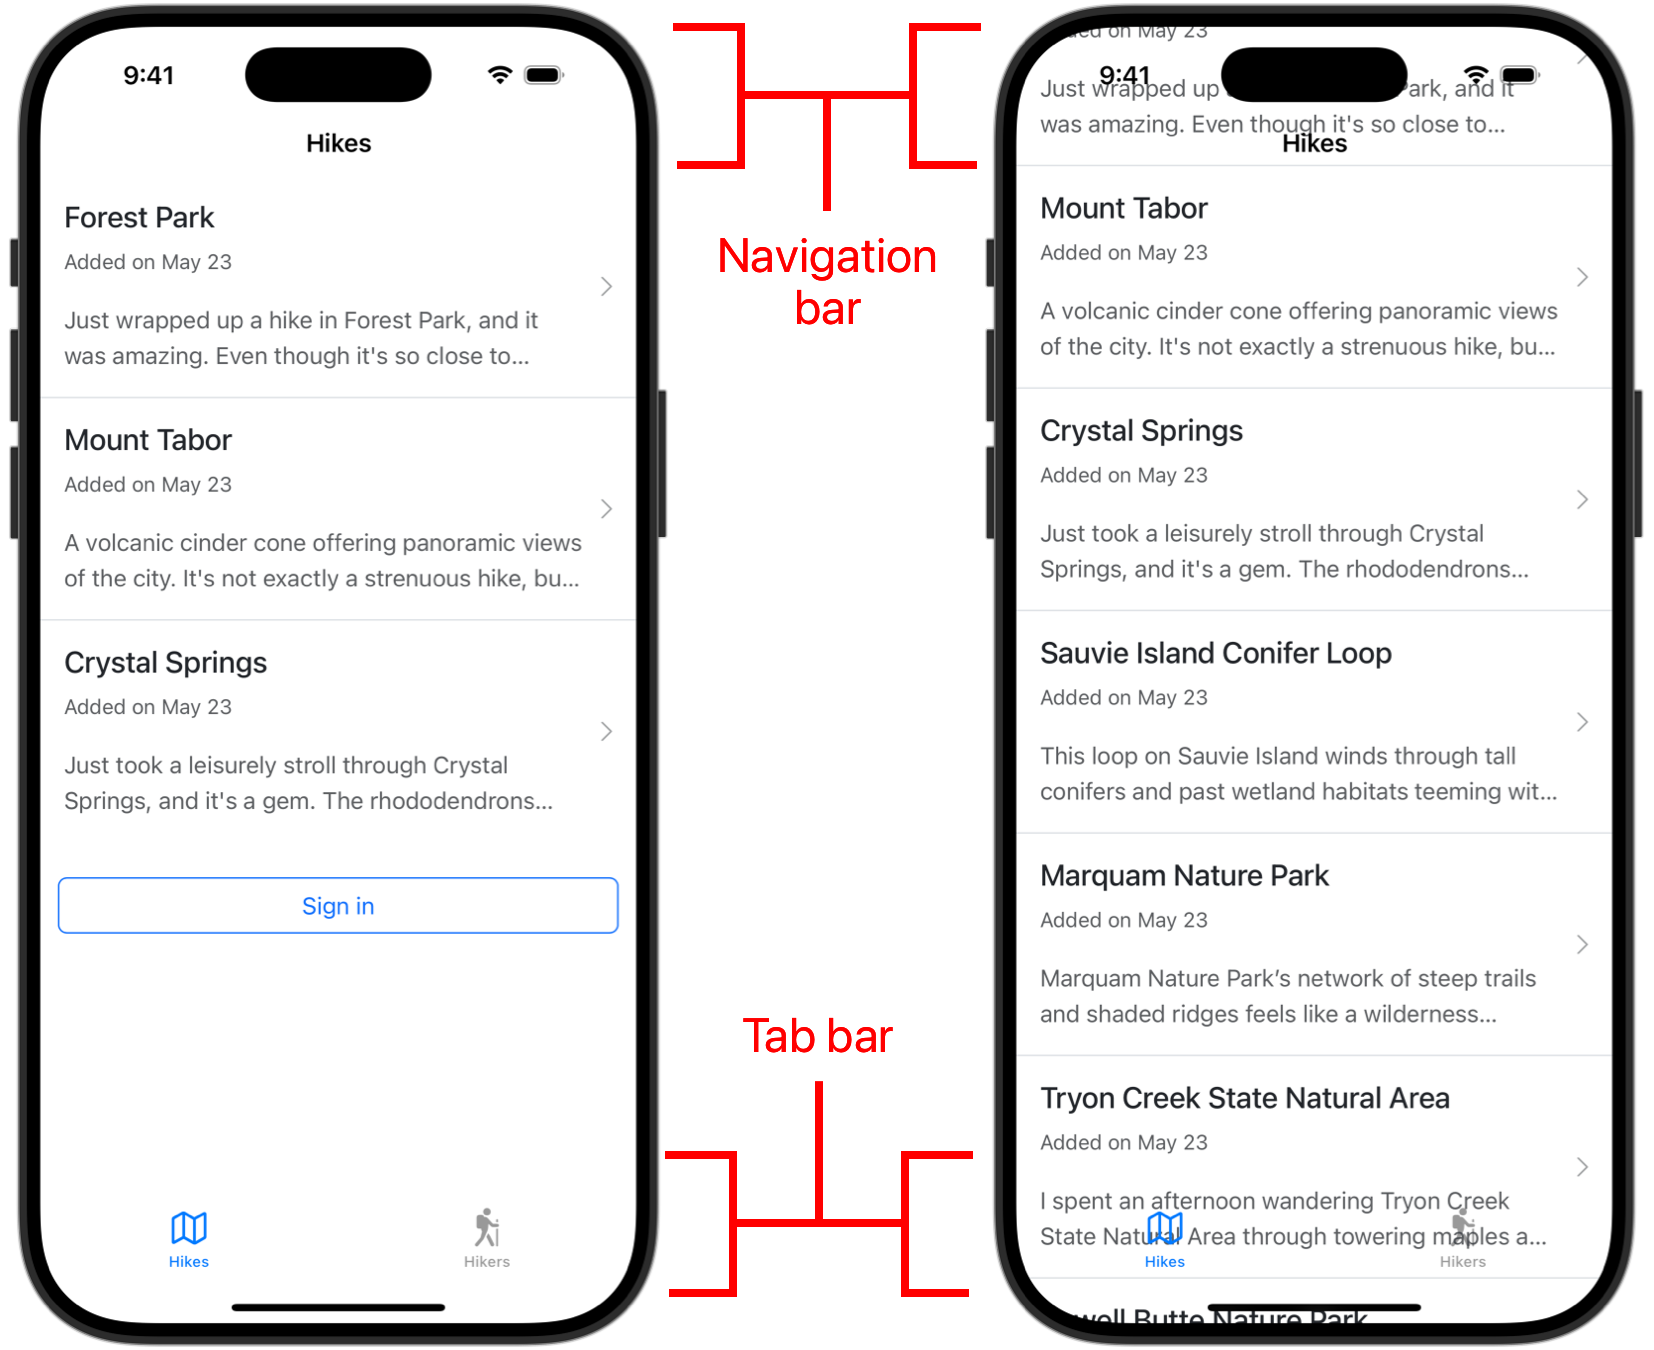 9:41
Hikes
Forest Park
Added on May 23
Just wrapped up a hike in Forest Park, and it
was amazing. Even though it's so close to...
Mount Tabor
Added on May 23
A volcanic cinder cone offering panoramic views
of the city. It's not exactly a strenuous hike, bu...
Crystal Springs
Added on May 23
Just took a leisurely stroll through Crystal
Springs, and it's a gem. The rhododendrons...
Sign in
Hikes
Hikers
Navigation
bar
Tab bar
on May 23
9:41
Just wrapped up Park, and it
was amazing. Even though it's so close to...
Hikes
Mount Tabor
Added on May 23
A volcanic cinder cone offering panoramic views
of the city. It's not exactly a strenuous hike, bu...
Crystal Springs
Added on May 23
Just took a leisurely stroll through Crystal
Springs, and it's a gem. The rhododendrons...
Sauvie Island Conifer Loop
Added on May 23
This loop on Sauvie Island winds through tall
conifers and past wetland habitats teeming wit...
Marquam Nature Park
Added on May 23
Marquam Nature Park’s network of steep trails
and shaded ridges feels like a wilderness...
Tryon Creek State Natural Area
Added on May 23
I spent an afternoon wandering Tryon Creek
State Natural Area through towering maples a...
Hikes
Hikers
Butte Nature Park